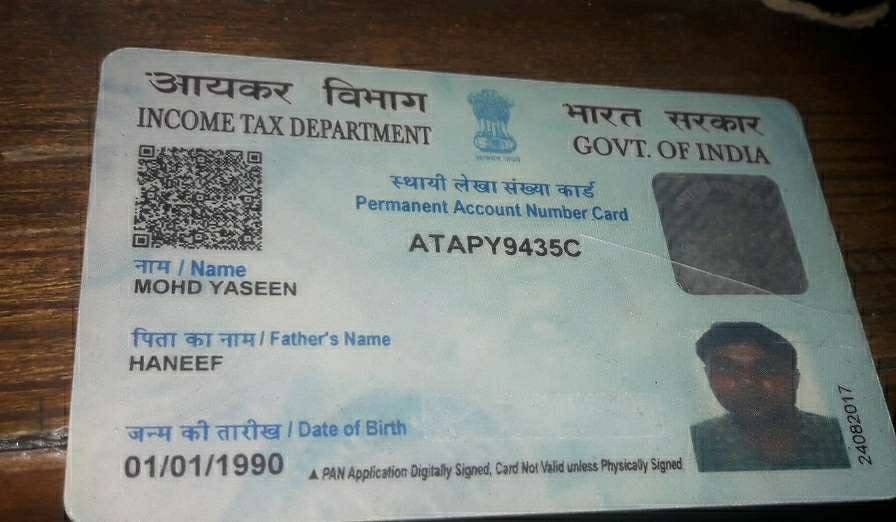 आयकर विभाग
INCOME TAX DEPARTMENT
भारत सरकार
GOVT. OF INDIA
स्थायी लेखा संख्या कार्ड
Permanent Account Number Card
ATAPY9435C
नाम / Name
MOHD YASEEN
पिता का नाम / Father's Name
HANEEF
जन्म की तारीख / Date of Birth
01/01/1990
▲ PAN Application Digitally Signed, Card Not Valid unless Physically Signed
24082017